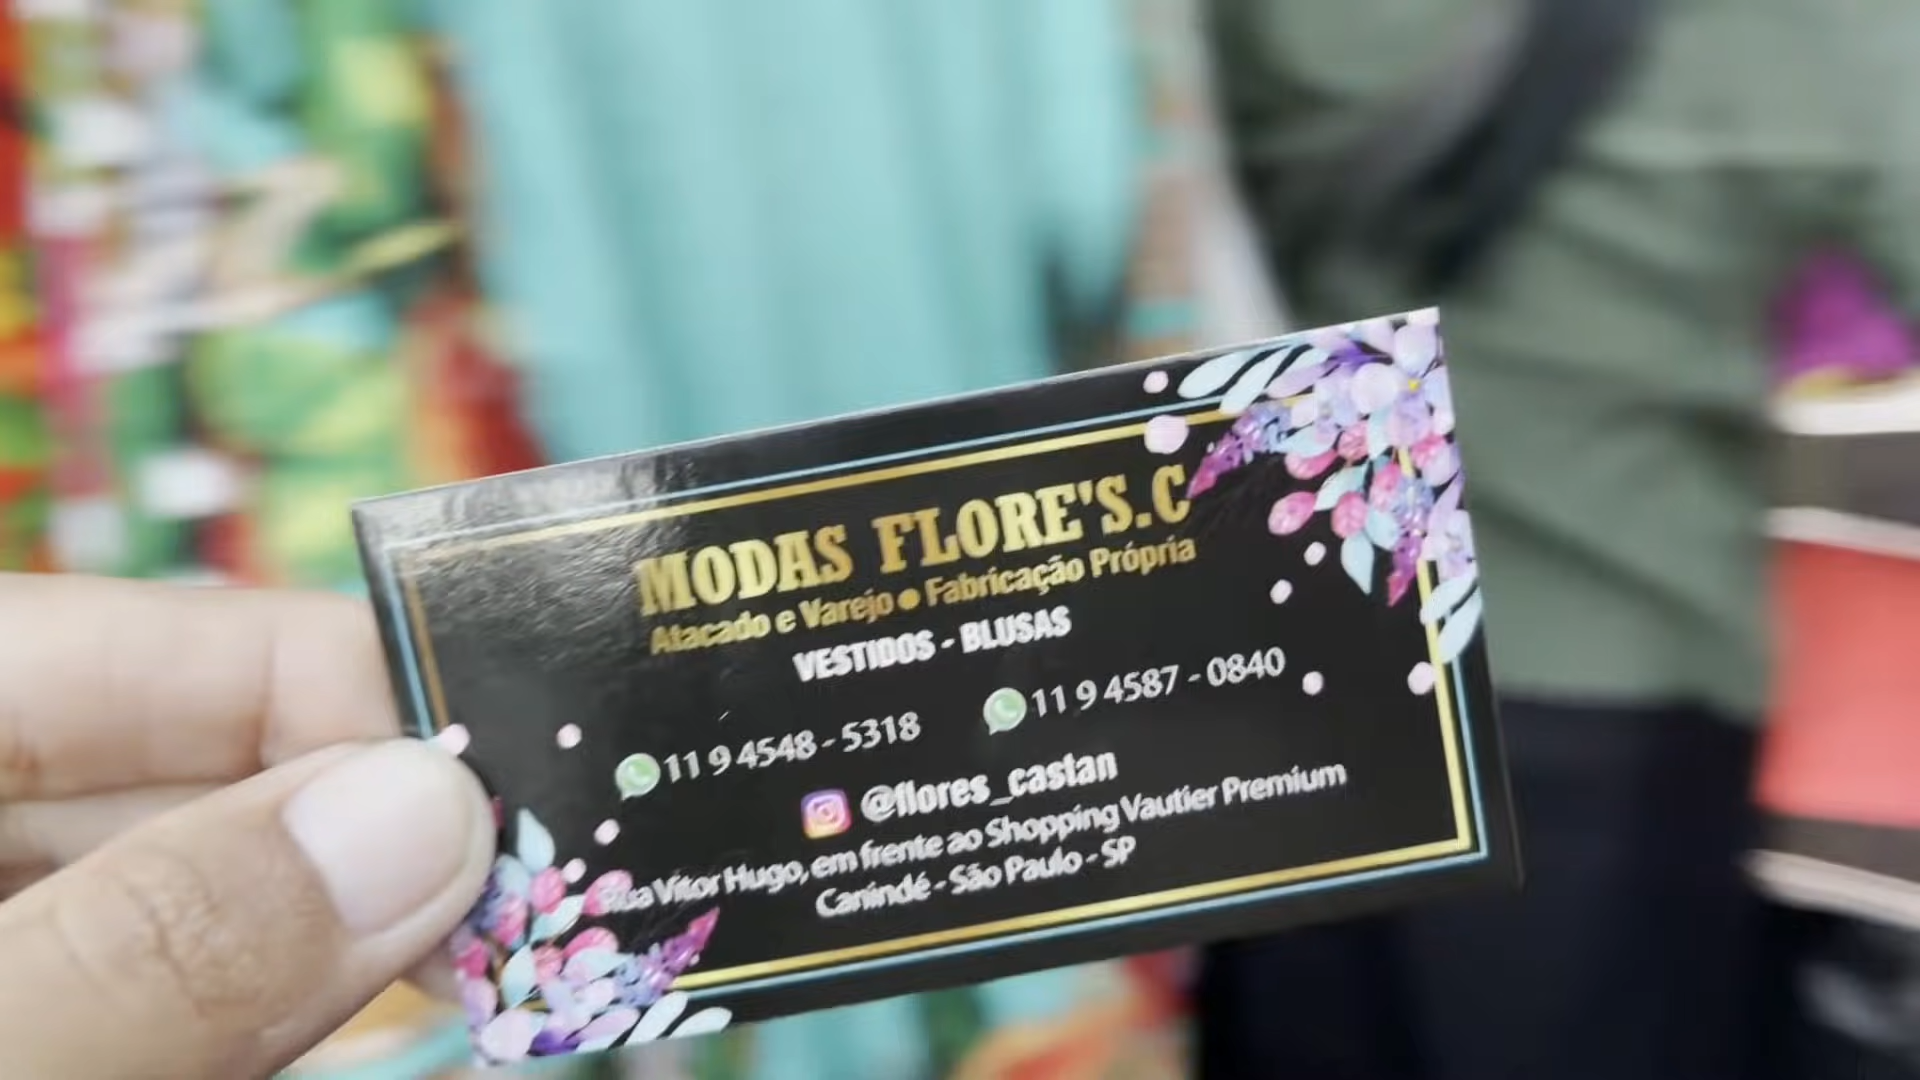 MODAS FLORE'S.C
Atacado e Varejo • Fabricação Própria
VESTIDOS - BLUSAS
11 9 4548 - 5318
11 9 4587 - 0840
@flores_castan
Rua Vitor Hugo, em frente ao Shopping Vautier Premium
Canindé - São Paulo - SP